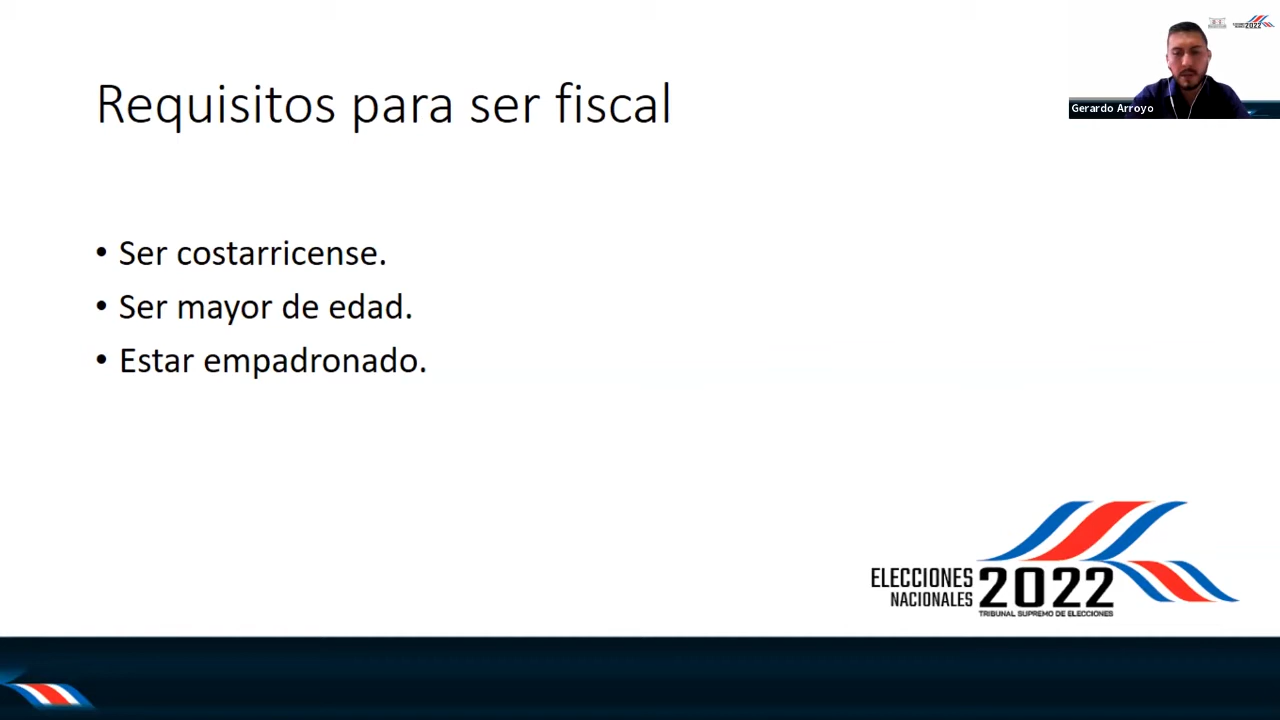 Requisitos para ser fiscal
• Ser costarricense.
• Ser mayor de edad.
• Estar empadronado.
Gerardo Arroyo
2022
ELECCIONES
NACIONALES
2022
TRIBUNAL SUPREMO DE ELECCIONES